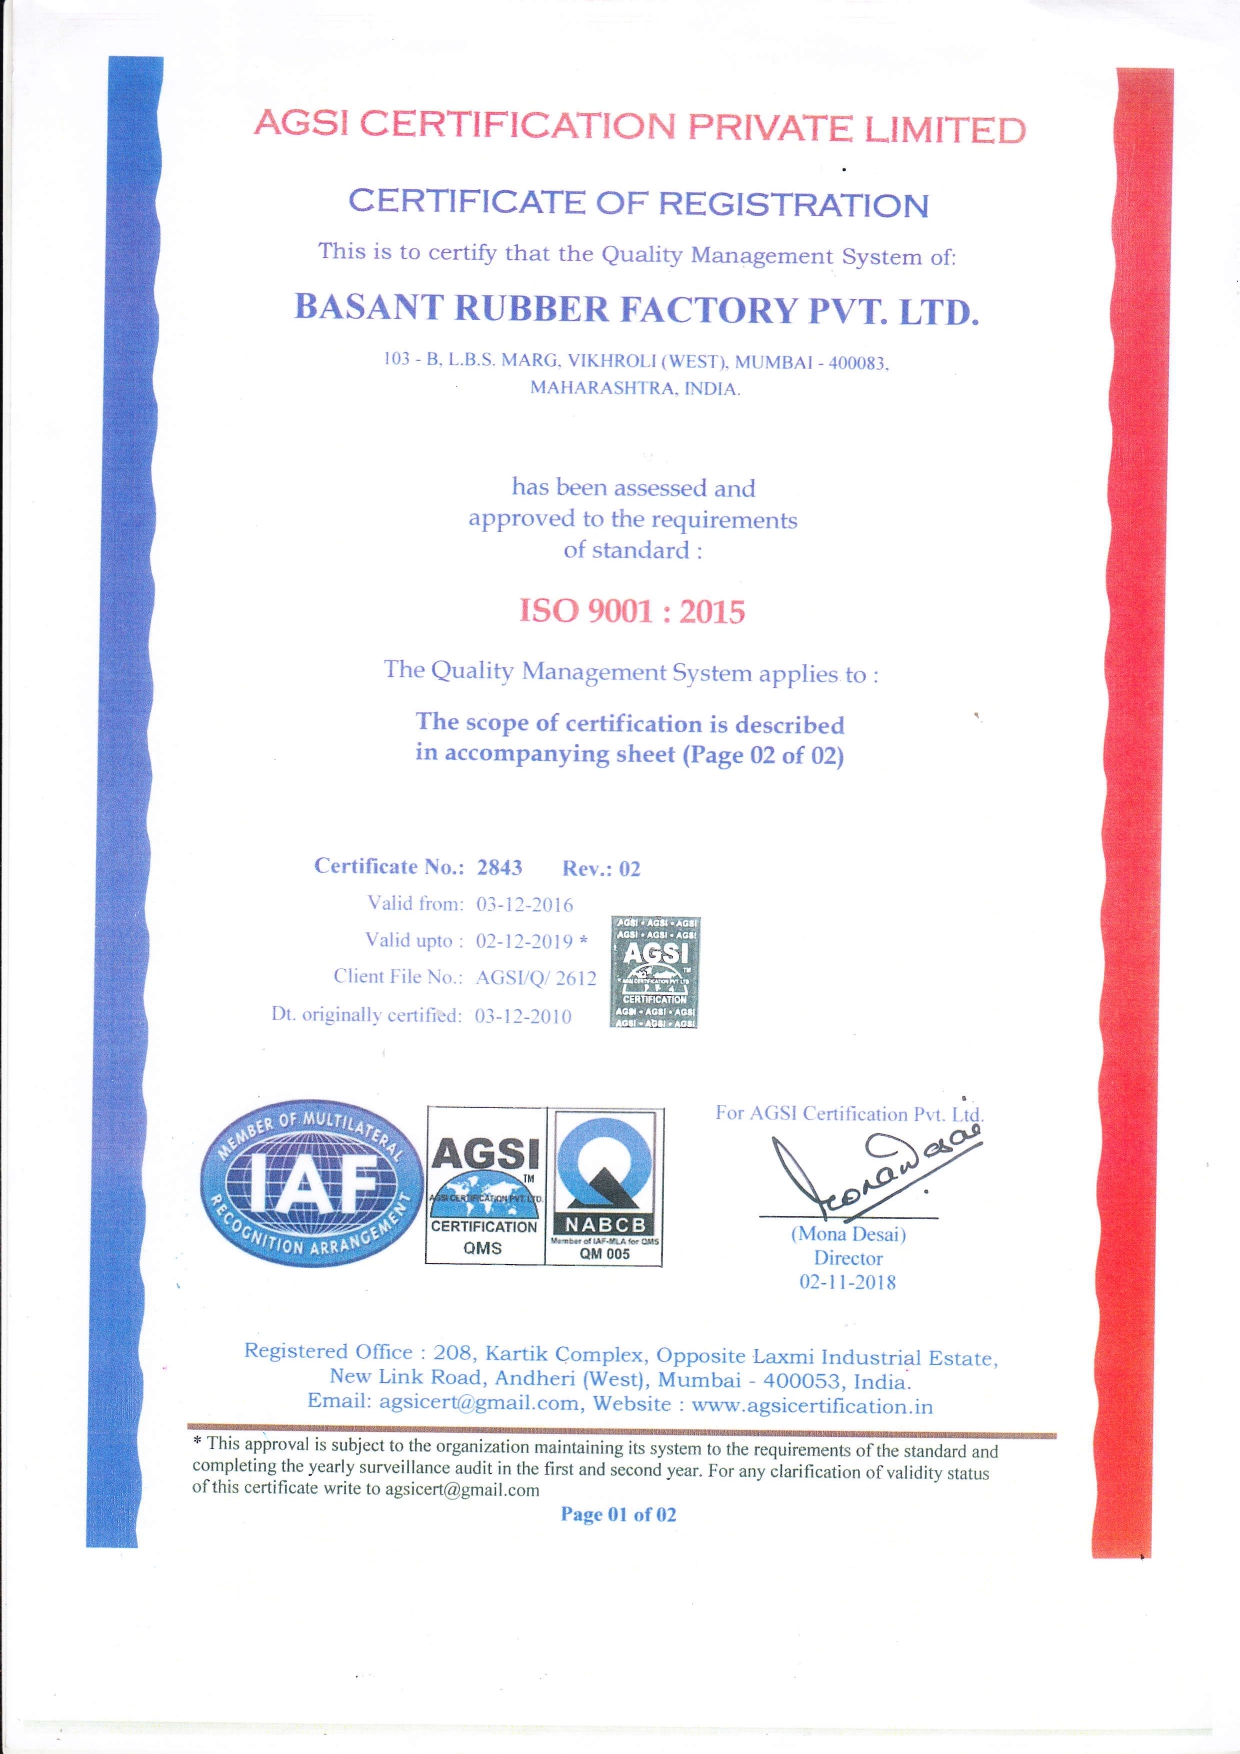 AGSI CERTIFICATION PRIVATE LIMITED
CERTIFICATE OF REGISTRATION
This is to certify that the Quality Management System of:
BASANT RUBBER FACTORY PVT. LTD.
103 - B, L.B.S. MARG, VIKHROLI (WEST), MUMBAI - 400083,
MAHARASHTRA, INDIA.
has been assessed and
approved to the requirements
of standard :
ISO 9001 : 2015
The Quality Management System applies to :
The scope of certification is described
in accompanying sheet (Page 02 of 02)
Certificate No.: 2843 Rev.: 02
Valid from: 03-12-2016
Valid upto : 02-12-2019 *
Client File No.: AGSI/Q/ 2612
Dt. originally certified: 03-12-2010
AGSI • AGSI • AGSI
AGSI • AGSI • AGSI
AGSI
TM
AGSI CERTIFICATION PVT LTD
CERTIFICATION
AGSI • AGSI • AGSI
AGSI • AGSI • AGSI
MEMBER OF MULTILATERAL
IAF
RECOGNITION ARRANGEMENT
AGSI
TM
AGSI CERTIFICATION PVT. LTD.
CERTIFICATION
QMS
NABCB
Member of IAF-MLA for QMS
QM 005
For AGSI Certification Pvt. Ltd.
Mona Desai
(Mona Desai)
Director
02-11-2018
Registered Office : 208, Kartik Complex, Opposite Laxmi Industrial Estate,
New Link Road, Andheri (West), Mumbai - 400053, India.
Email: agsicert@gmail.com, Website : www.agsicertification.in
* This approval is subject to the organization maintaining its system to the requirements of the standard and
completing the yearly surveillance audit in the first and second year. For any clarification of validity status
of this certificate write to agsicert@gmail.com
Page 01 of 02